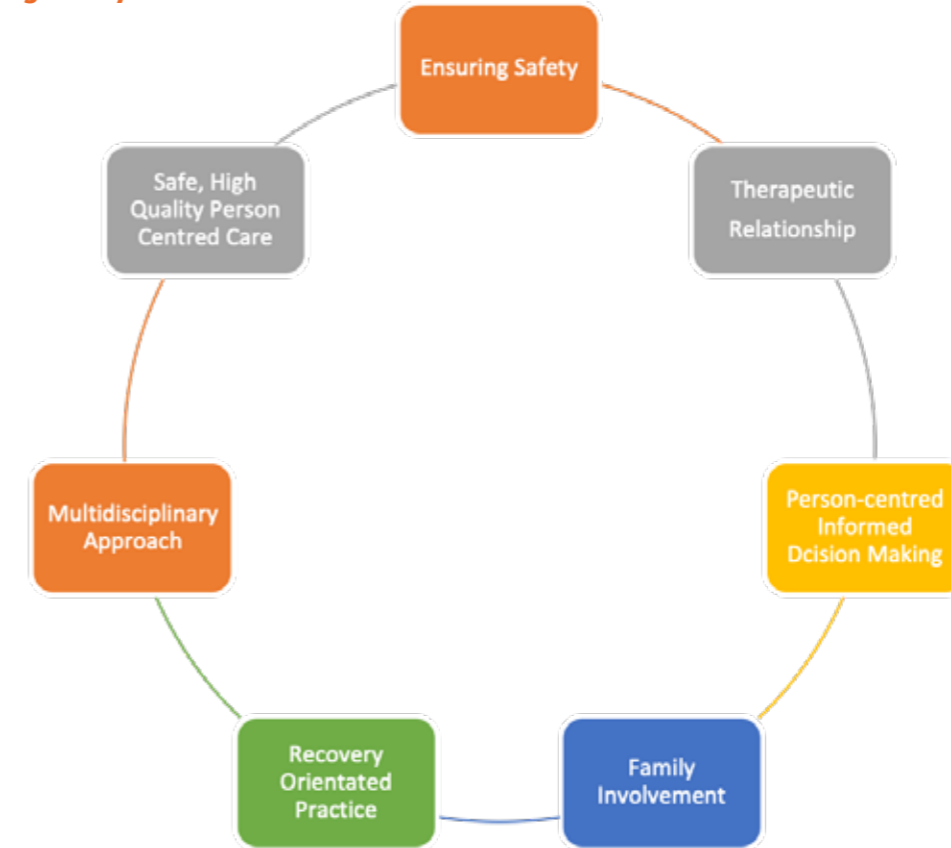 Ensuring Safety
Therapeutic
Relationship
Person-centred
Informed
Dcision Making
Family
Involvement
Recovery
Orientated
Practice
Multidisciplinary
Approach
Safe, High
Quality Person
Centred Care